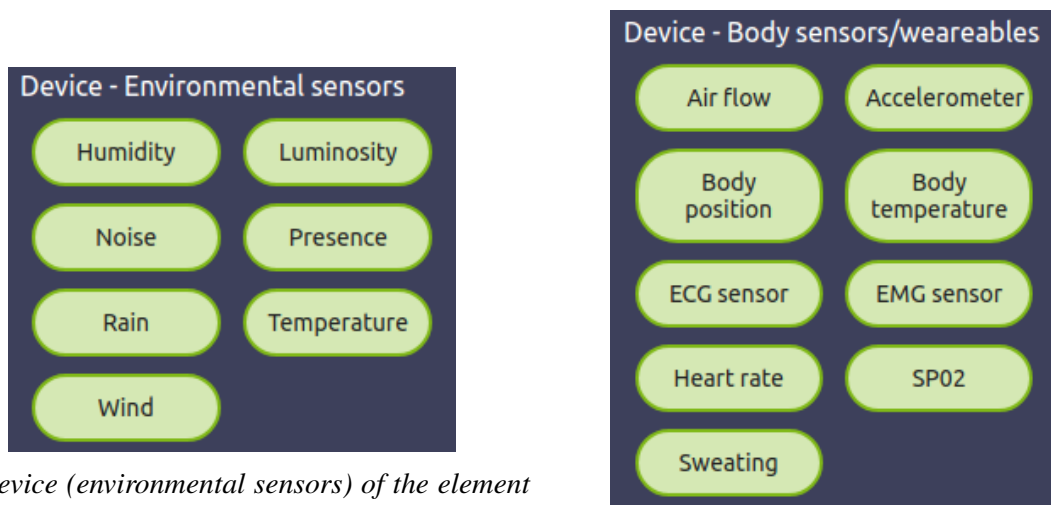 Device - Environmental sensors
Humidity
Luminosity
Noise
Presence
Rain
Temperature
Wind
evice (environmental sensors) of the element
Device - Body sensors/weareables
Air flow
Accelerometer
Body
position
Body
temperature
ECG sensor
EMG sensor
Heart rate
SP02
Sweating